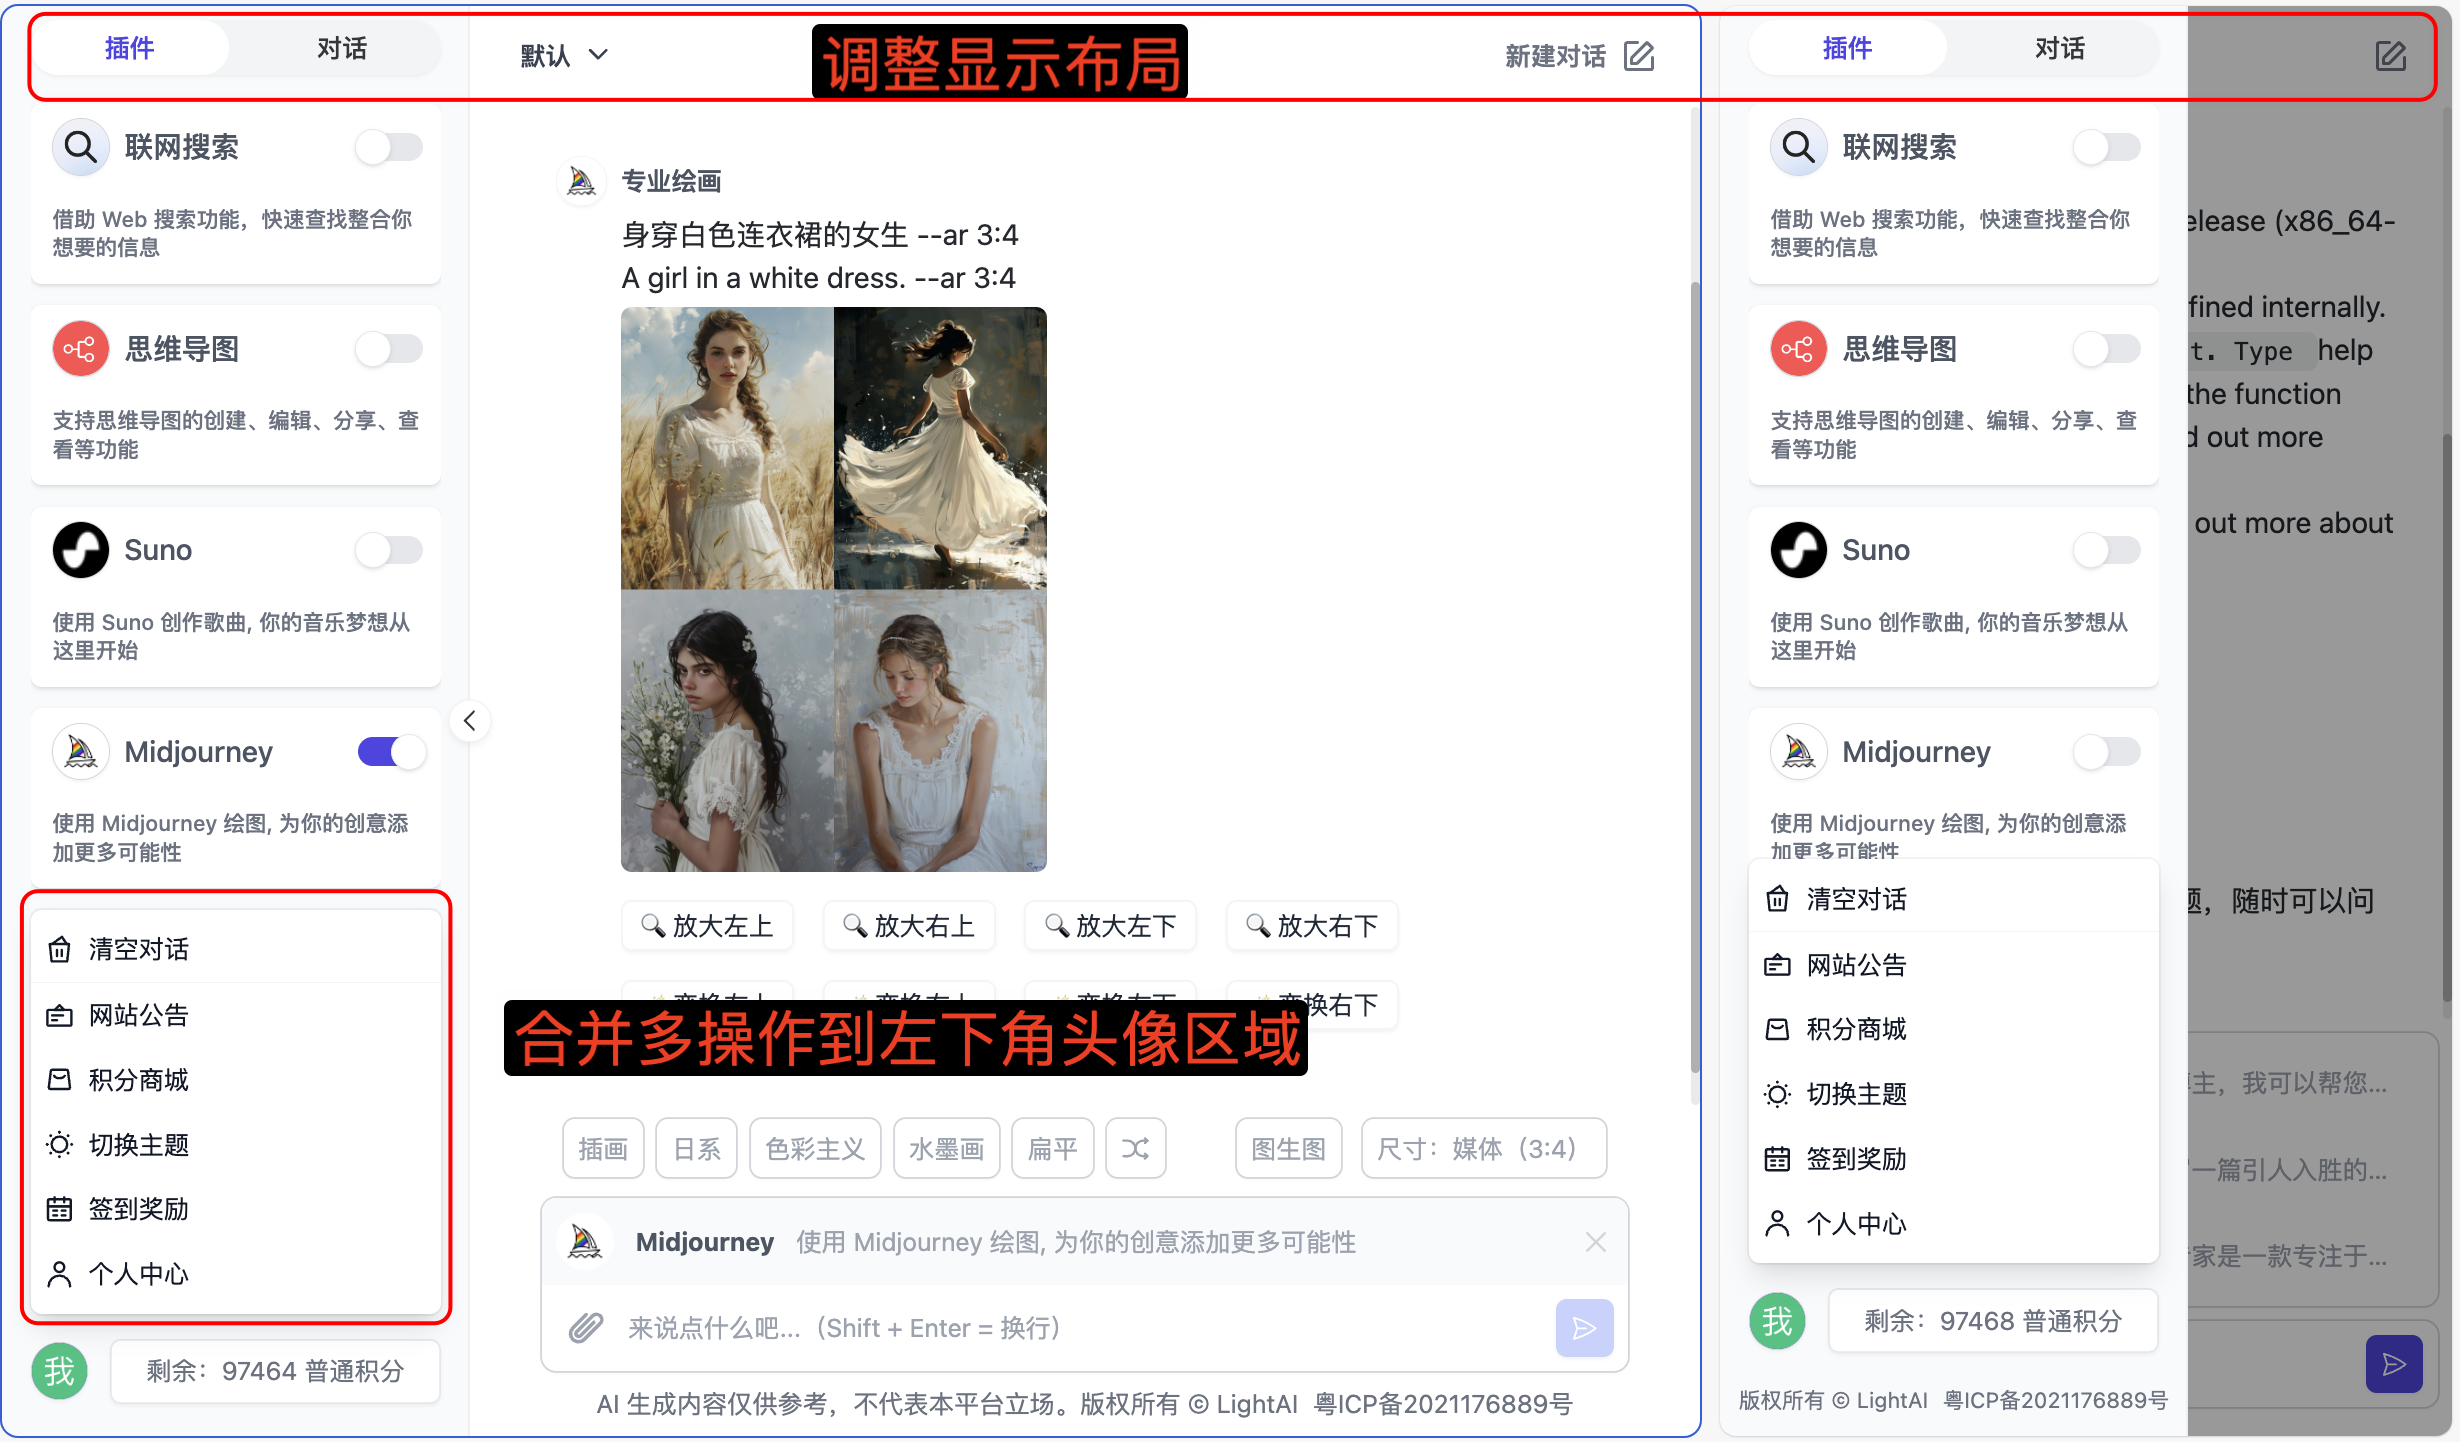 插件
对话
默认
调整显示布局
新建对话
联网搜索
借助 Web 搜索功能，快速查找整合你
想要的信息
思维导图
支持思维导图的创建、编辑、分享、查
看等功能
Suno
使用 Suno 创作歌曲, 你的音乐梦想从
这里开始
Midjourney
使用 Midjourney 绘图, 为你的创意添
加更多可能性
清空对话
网站公告
积分商城
切换主题
签到奖励
个人中心
我
剩余：97464 普通积分
专业绘画
身穿白色连衣裙的女生 --ar 3:4
A girl in a white dress. --ar 3:4
放大左上
放大右上
放大左下
放大右下
变换左上
变换右上
变换左下
变换右下
合并多操作到左下角头像区域
插画
日系
色彩主义
水墨画
扁平
图生图
尺寸：媒体（3:4）
Midjourney 使用 Midjourney 绘图, 为你的创意添加更多可能性
来说点什么吧...（Shift + Enter = 换行）
AI 生成内容仅供参考，不代表本平台立场。版权所有 © LightAI 粤ICP备2021176889号
插件
对话
联网搜索
借助 Web 搜索功能，快速查找整合你
想要的信息
思维导图
支持思维导图的创建、编辑、分享、查
看等功能
Suno
使用 Suno 创作歌曲, 你的音乐梦想从
这里开始
Midjourney
使用 Midjourney 绘图, 为你的创意添
加更多可能性
清空对话
网站公告
积分商城
切换主题
签到奖励
个人中心
我
剩余：97468 普通积分
版权所有 © LightAI 粤ICP备2021176889号
elease (x86_64-
fined internally.
t. Type help
the function
d out more
out more about
题，随时可以问
主，我可以帮您...
一篇引人入胜的...
家是一款专注于...